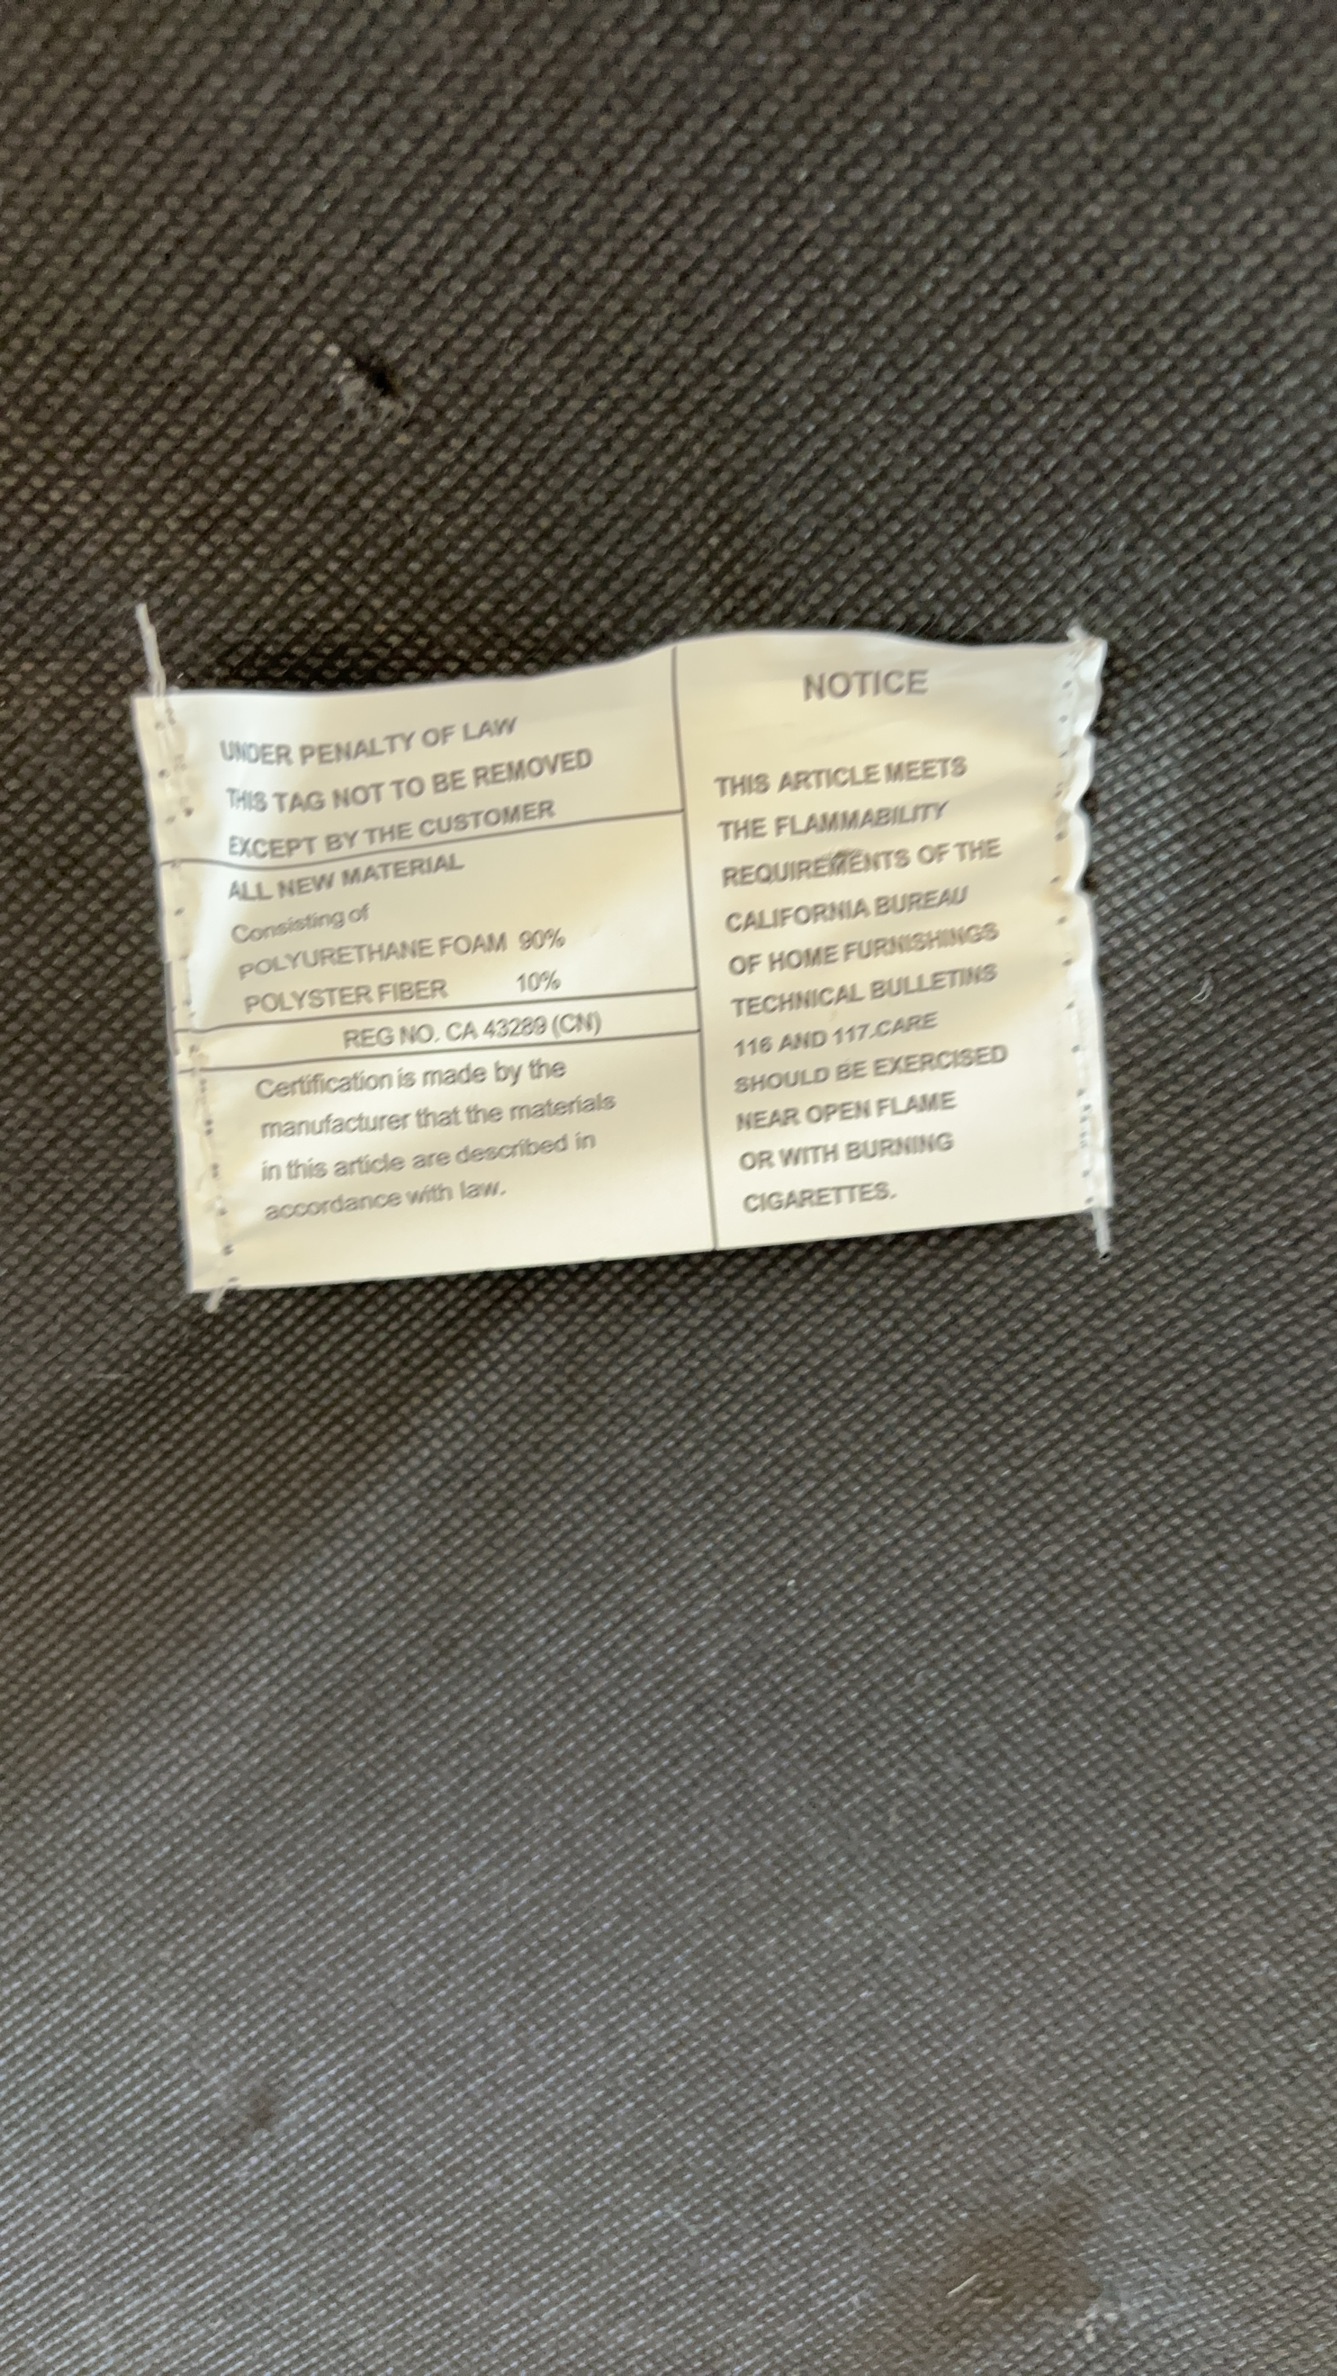 UNDER PENALTY OF LAW
THIS TAG NOT TO BE REMOVED
EXCEPT BY THE CUSTOMER
ALL NEW MATERIAL
Consisting of
POLYURETHANE FOAM 90%
POLYSTER FIBER 10%
REG NO. CA 43289 (CN)
Certification is made by the
manufacturer that the materials
in this article are described in
accordance with law.
NOTICE
THIS ARTICLE MEETS
THE FLAMMABILITY
REQUIREMENTS OF THE
CALIFORNIA BUREAU
OF HOME FURNISHINGS
TECHNICAL BULLETINS
116 AND 117.CARE
SHOULD BE EXERCISED
NEAR OPEN FLAME
OR WITH BURNING
CIGARETTES.